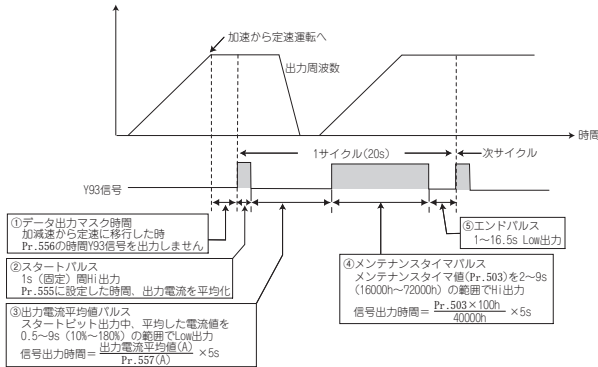 加速から定速運転へ
出力周波数
時間
1サイクル(20s)
次サイクル
Y93信号
①データ出力マスク時間
加減速から定速に移行した時
Pr.556の時間Y93信号を出力しません
②スタートパルス
1s（固定）間Hi出力
Pr.555に設定した時間、出力電流を平均化
③出力電流平均値パルス
スタートビット出力中、平均した電流値を
0.5〜9s（10%〜180%）の範囲でLow出力
信号出力時間＝ 出力電流平均値(A) ×5s
Pr.557(A)
④メンテナンスタイマパルス
メンテナンスタイマ値(Pr.503)を2〜9s
(16000h〜72000h) の範囲でHi出力
信号出力時間＝ Pr.503×100h ×5s
40000h
⑤エンドパルス
1〜16.5s Low出力